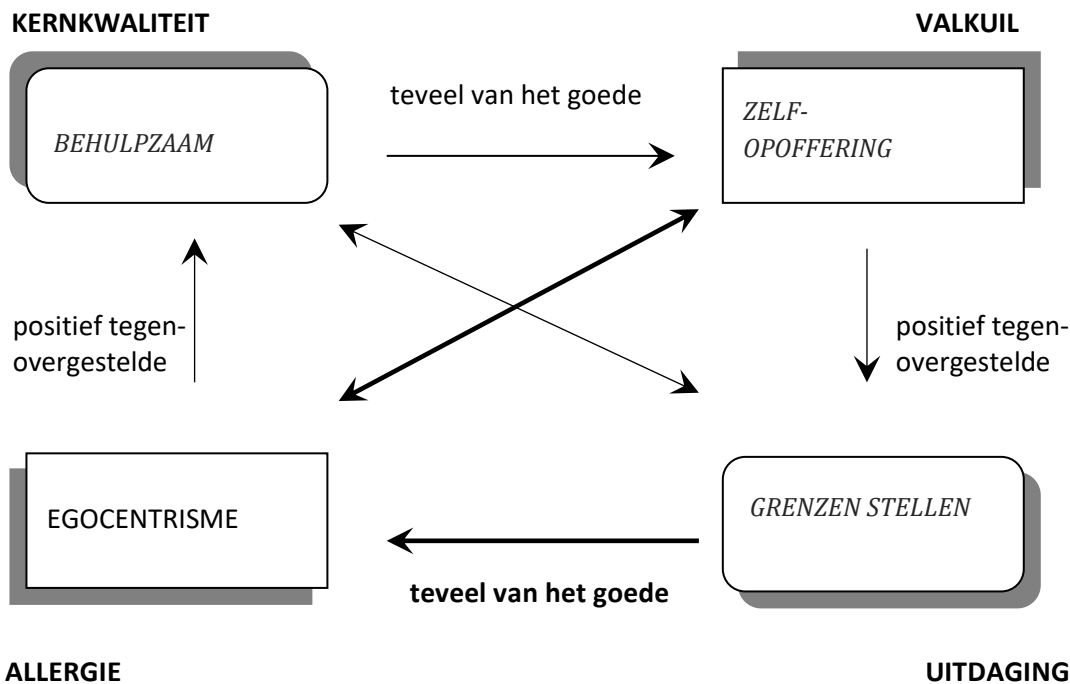 KERNKWALITEIT
VALKUIL
teveel van het goede
BEHULPZAAM
ZELF-
OPOFFERING
positief tegen-
overgestelde
positief tegen-
overgestelde
EGOCENTRISME
GRENZEN STELLEN
teveel van het goede
ALLERGIE
UITDAGING